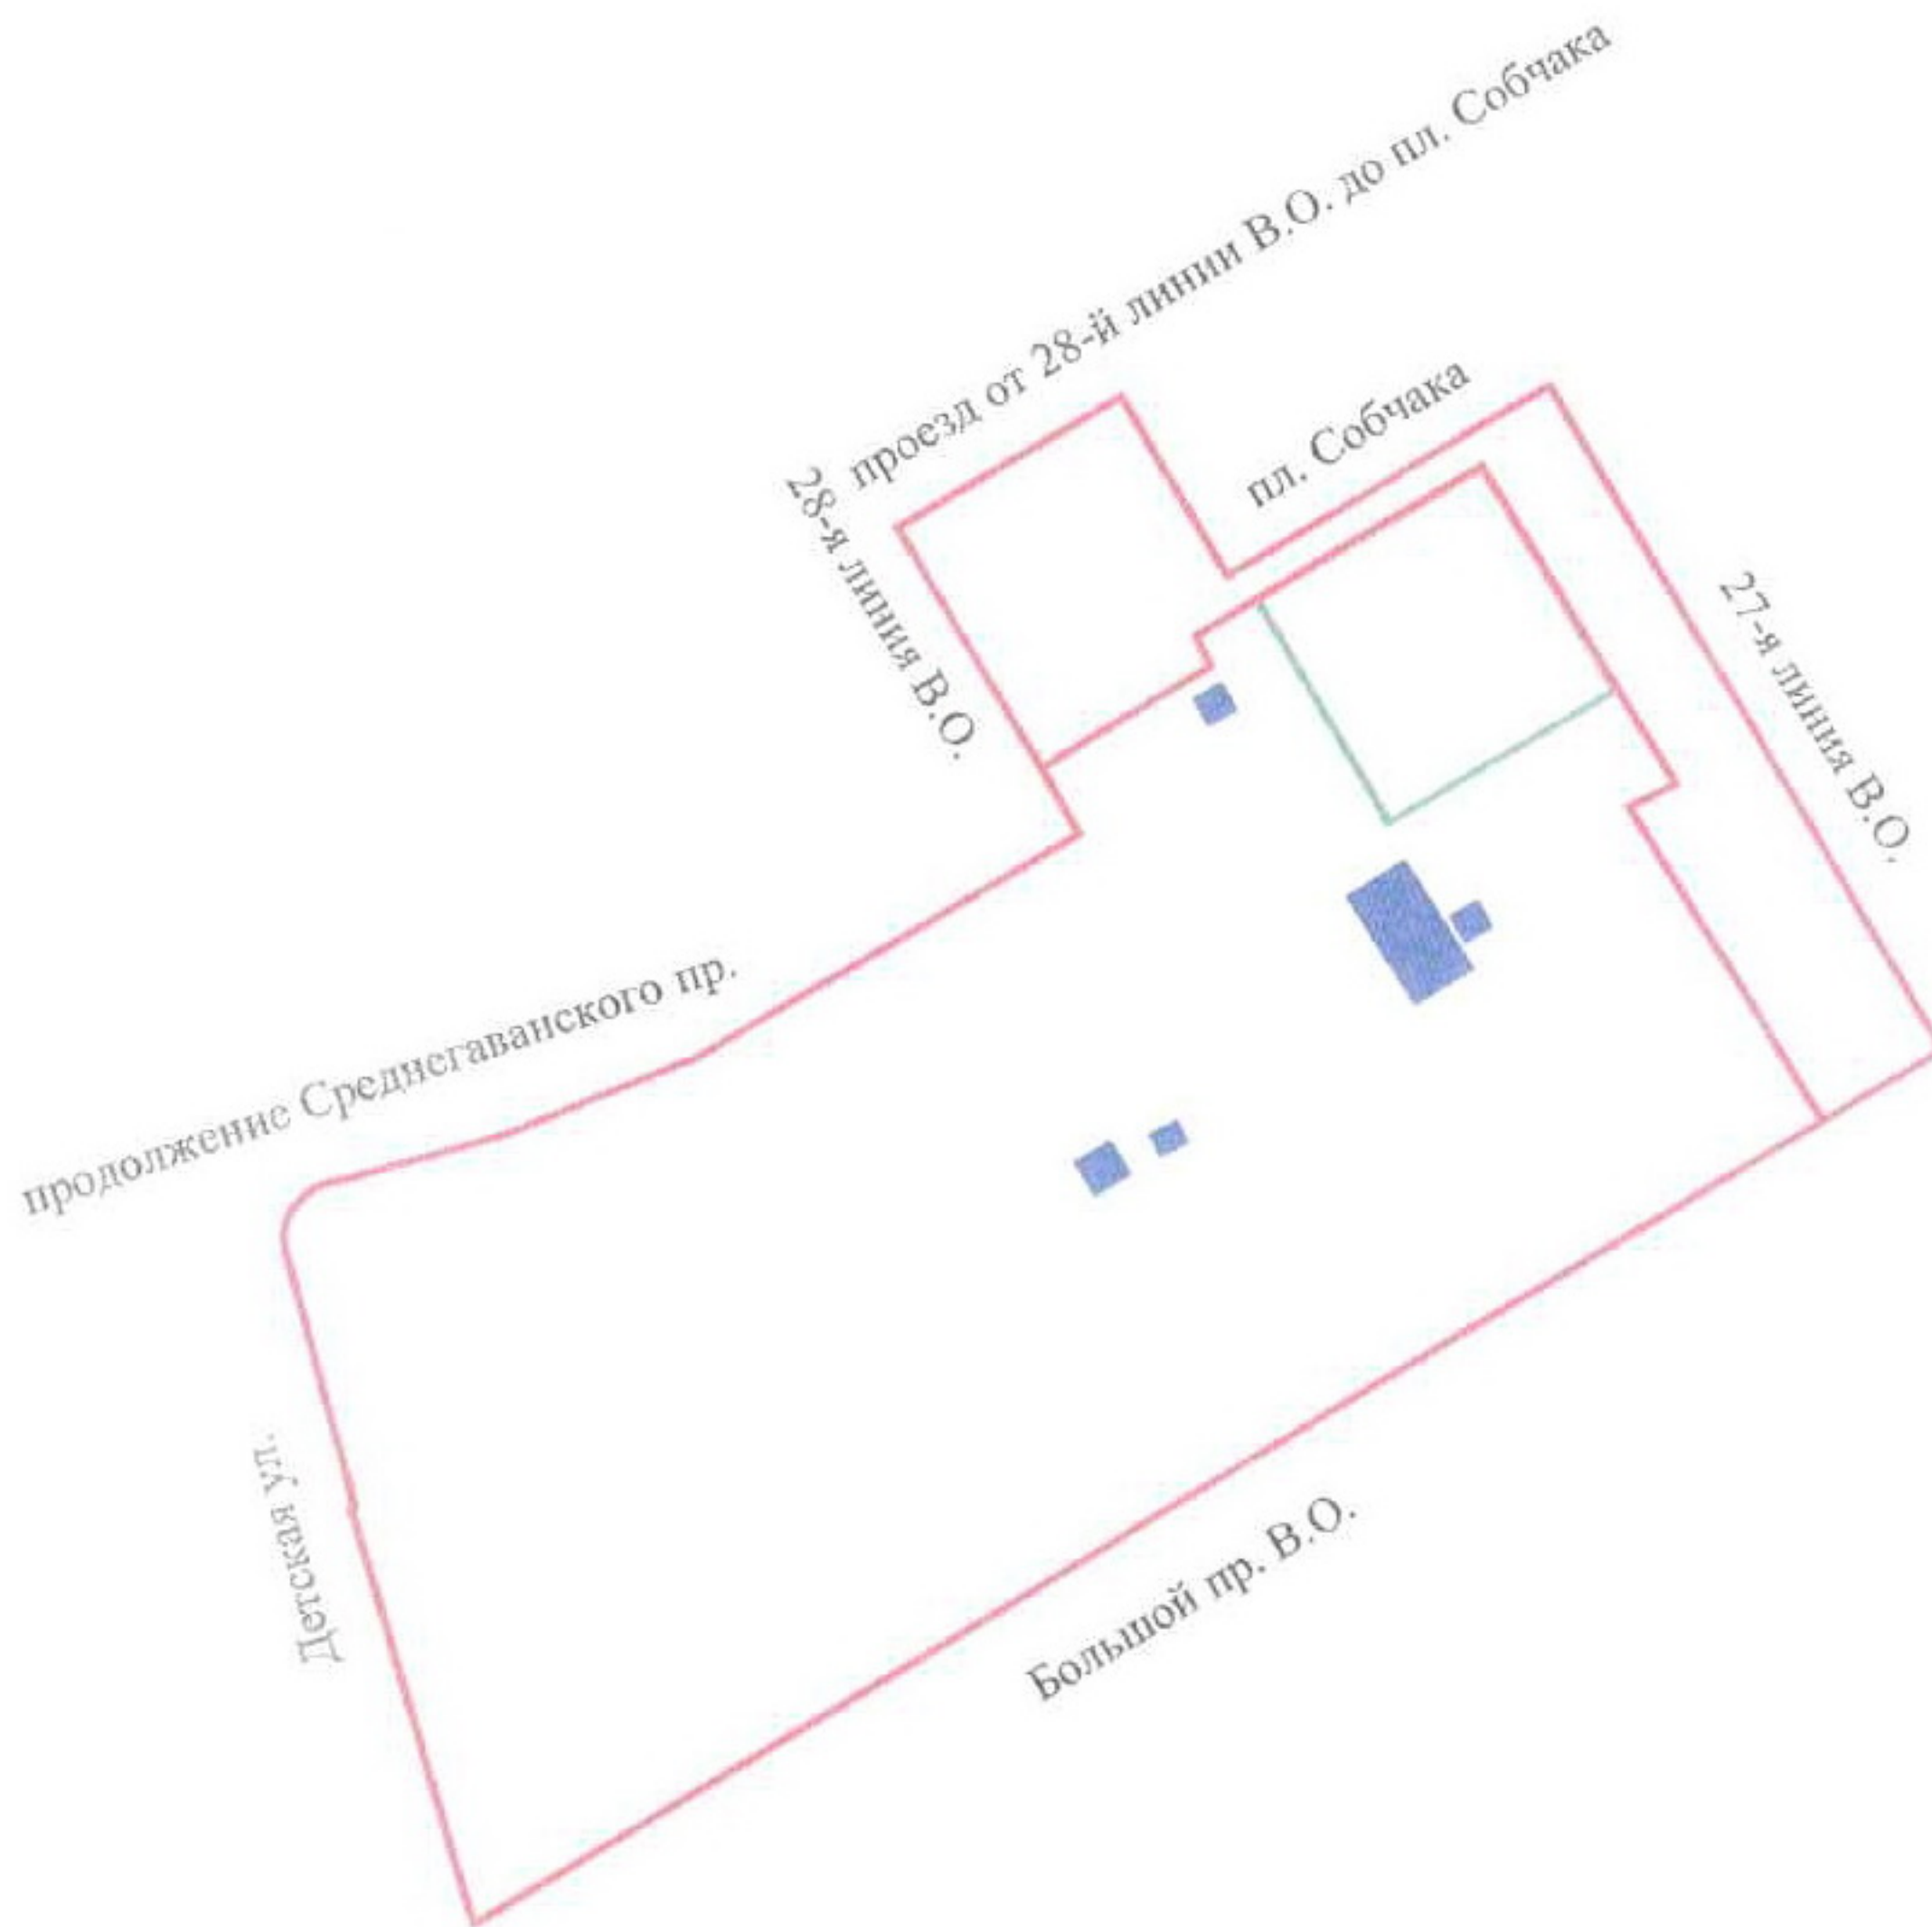 проезд от 28-й линии В.О. до пл. Собчака
пл. Собчака
28-я линия В.О.
27-я линия В.О.
продолжение Среднегаванского пр.
Детская ул.
Большой пр. В.О.